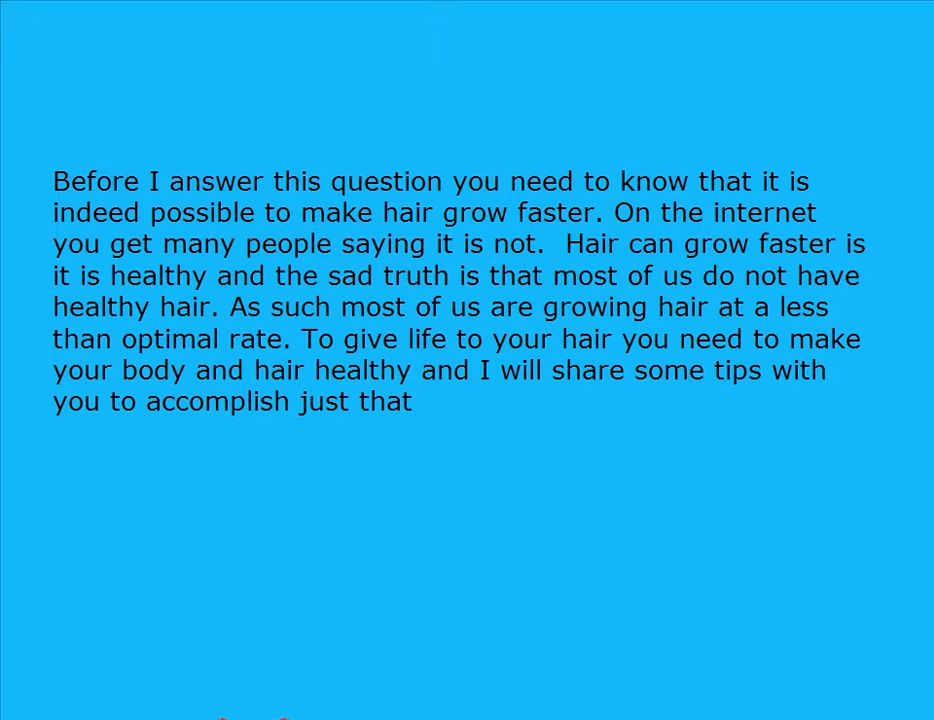 Before I answer this question you need to know that it is
indeed possible to make hair grow faster. On the internet
you get many people saying it is not.  Hair can grow faster is
it is healthy and the sad truth is that most of us do not have
healthy hair. As such most of us are growing hair at a less
than optimal rate. To give life to your hair you need to make
your body and hair healthy and I will share some tips with
you to accomplish just that